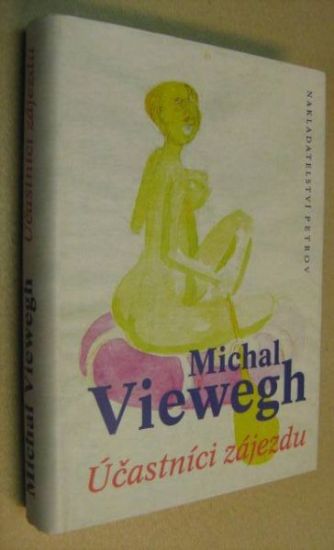 Michal Viewegh Účastníci zájezdu
NAKLADATELSTVÍ PETROV
Michal
Viewegh
Účastníci zájezdu